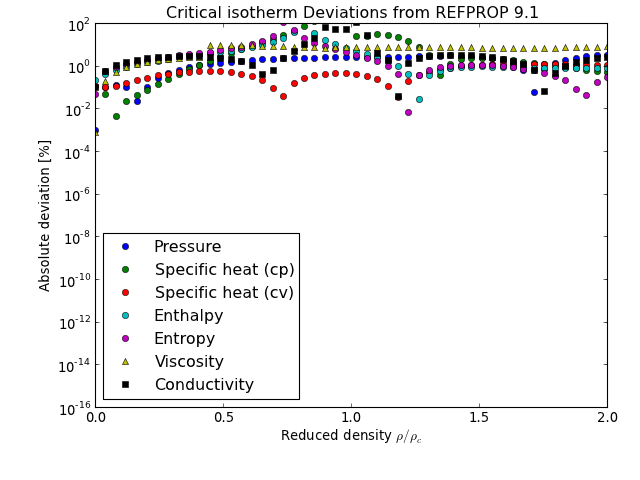 Critical isotherm Deviations from REFPROP 9.1
Absolute deviation [%]
10^2
10^0
10^-2
10^-4
10^-6
10^-8
10^-10
10^-12
10^-14
10^-16
Pressure
Specific heat (cp)
Specific heat (cv)
Enthalpy
Entropy
Viscosity
Conductivity
0.0 0.5 1.0 1.5 2.0
Reduced density ρ/ρ_c